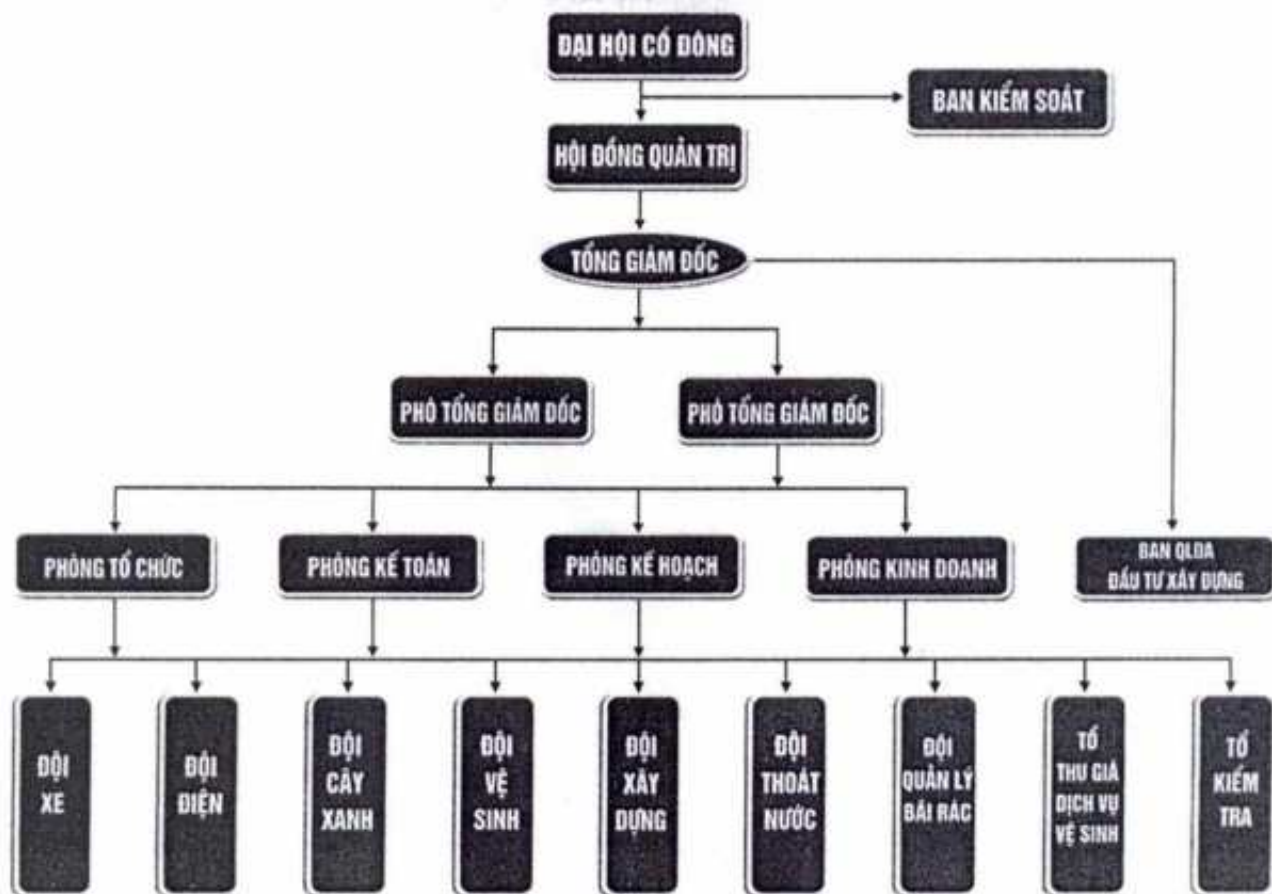 ĐẠI HỘI CỔ ĐÔNG
BAN KIỂM SOÁT
HỘI ĐỒNG QUẢN TRỊ
TỔNG GIÁM ĐỐC
PHÓ TỔNG GIÁM ĐỐC
PHÓ TỔNG GIÁM ĐỐC
PHÒNG TỔ CHỨC
PHÒNG KẾ TOÁN
PHÒNG KẾ HOẠCH
PHÒNG KINH DOANH
BAN QLDA
ĐẦU TƯ XÂY DỰNG
ĐỘI
XE
ĐỘI
ĐIỆN
ĐỘI
CÂY
XANH
ĐỘI
VỆ
SINH
ĐỘI
XÂY
DỰNG
ĐỘI
THOÁT
NƯỚC
ĐỘI
QUẢN LÝ
BÃI RÁC
TỔ
THU GIÁ
DỊCH VỤ
VỆ SINH
TỔ
KIỂM
TRA